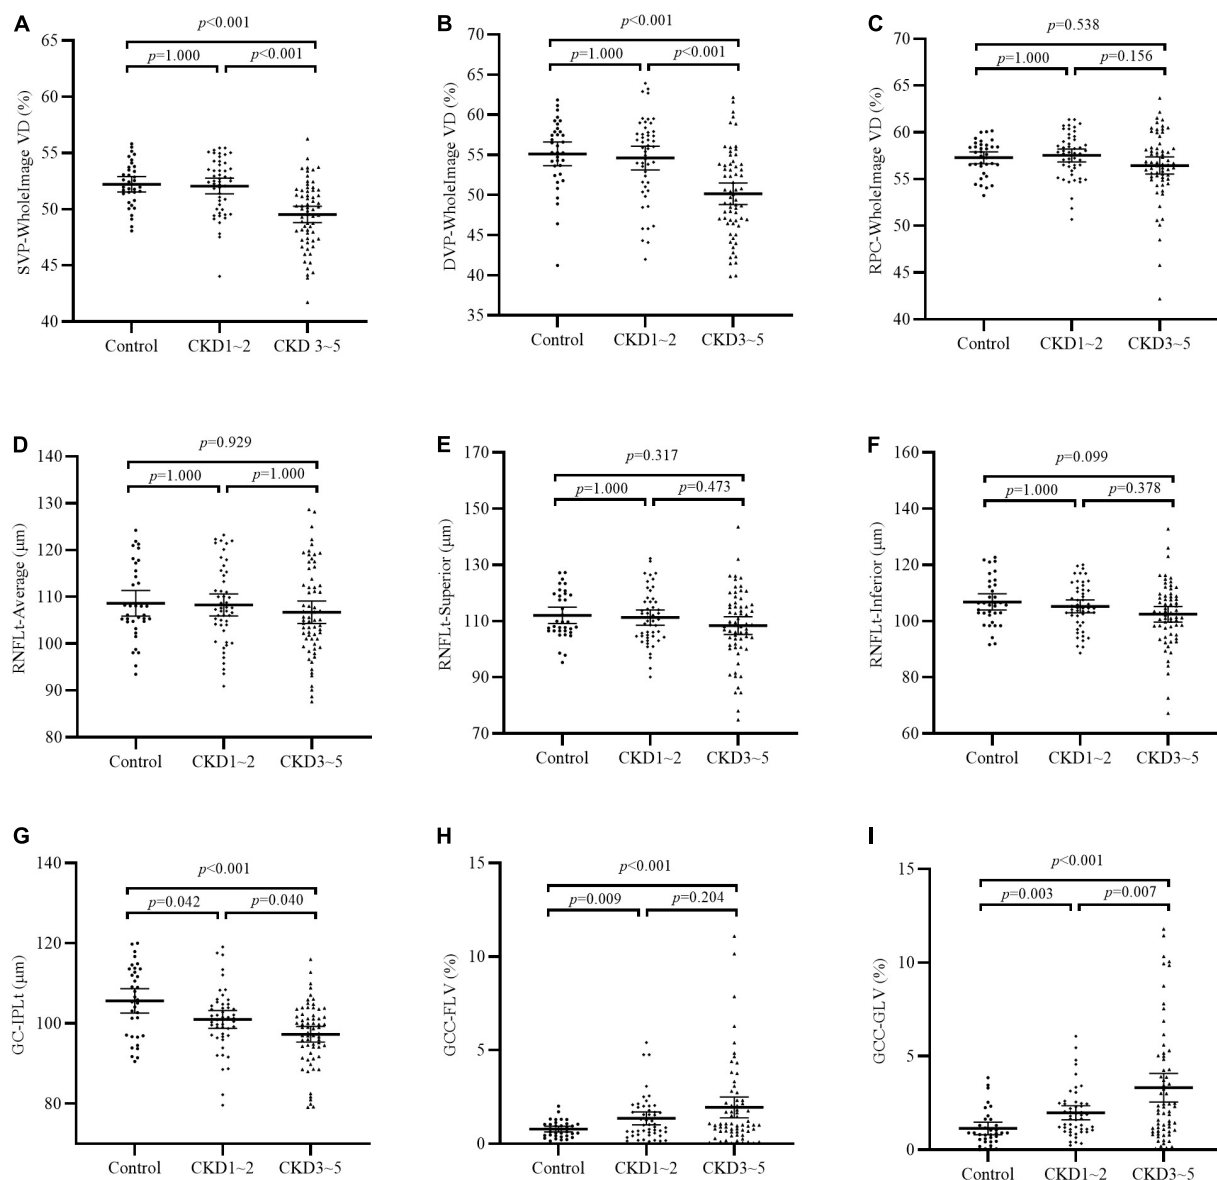 A
p<0.001
p=1.000
p<0.001
SVP-WholeImage VD (%)
65
60
55
50
45
40
Control
CKD1~2
CKD 3~5
B
p<0.001
p=1.000
p<0.001
DVP-WholeImage VD (%)
70
65
60
55
50
45
40
35
Control
CKD1~2
CKD3~5
C
p=0.538
p=1.000
p=0.156
RPC-WholeImage VD (%)
70
65
60
55
50
45
40
Control
CKD1~2
CKD3~5
D
p=0.929
p=1.000
p=1.000
RNFLt-Average (μm)
140
130
120
110
100
90
80
Control
CKD1~2
CKD3~5
E
p=0.317
p=1.000
p=0.473
RNFLt-Superior (μm)
170
150
130
110
90
70
Control
CKD1~2
CKD3~5
F
p=0.099
p=1.000
p=0.378
RNFLt-Inferior (μm)
160
140
120
100
80
60
Control
CKD1~2
CKD3~5
G
p<0.001
p=0.042
p=0.040
GC-IPLt (μm)
140
120
100
80
Control
CKD1~2
CKD3~5
H
p<0.001
p=0.009
p=0.204
GCC-FLV (%)
15
10
5
0
Control
CKD1~2
CKD3~5
I
p<0.001
p=0.003
p=0.007
GCC-GLV (%)
15
10
5
0
Control
CKD1~2
CKD3~5